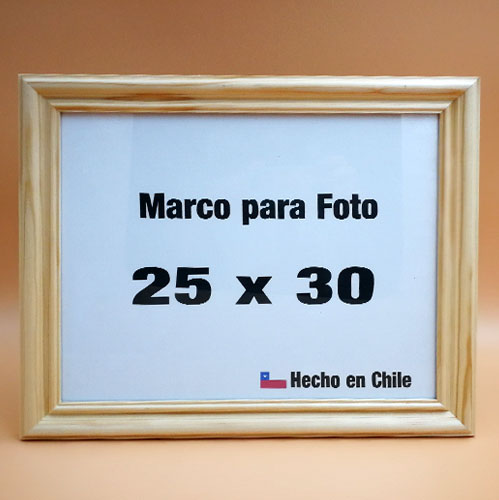 Marco para Foto
25 x 30
Hecho en Chile